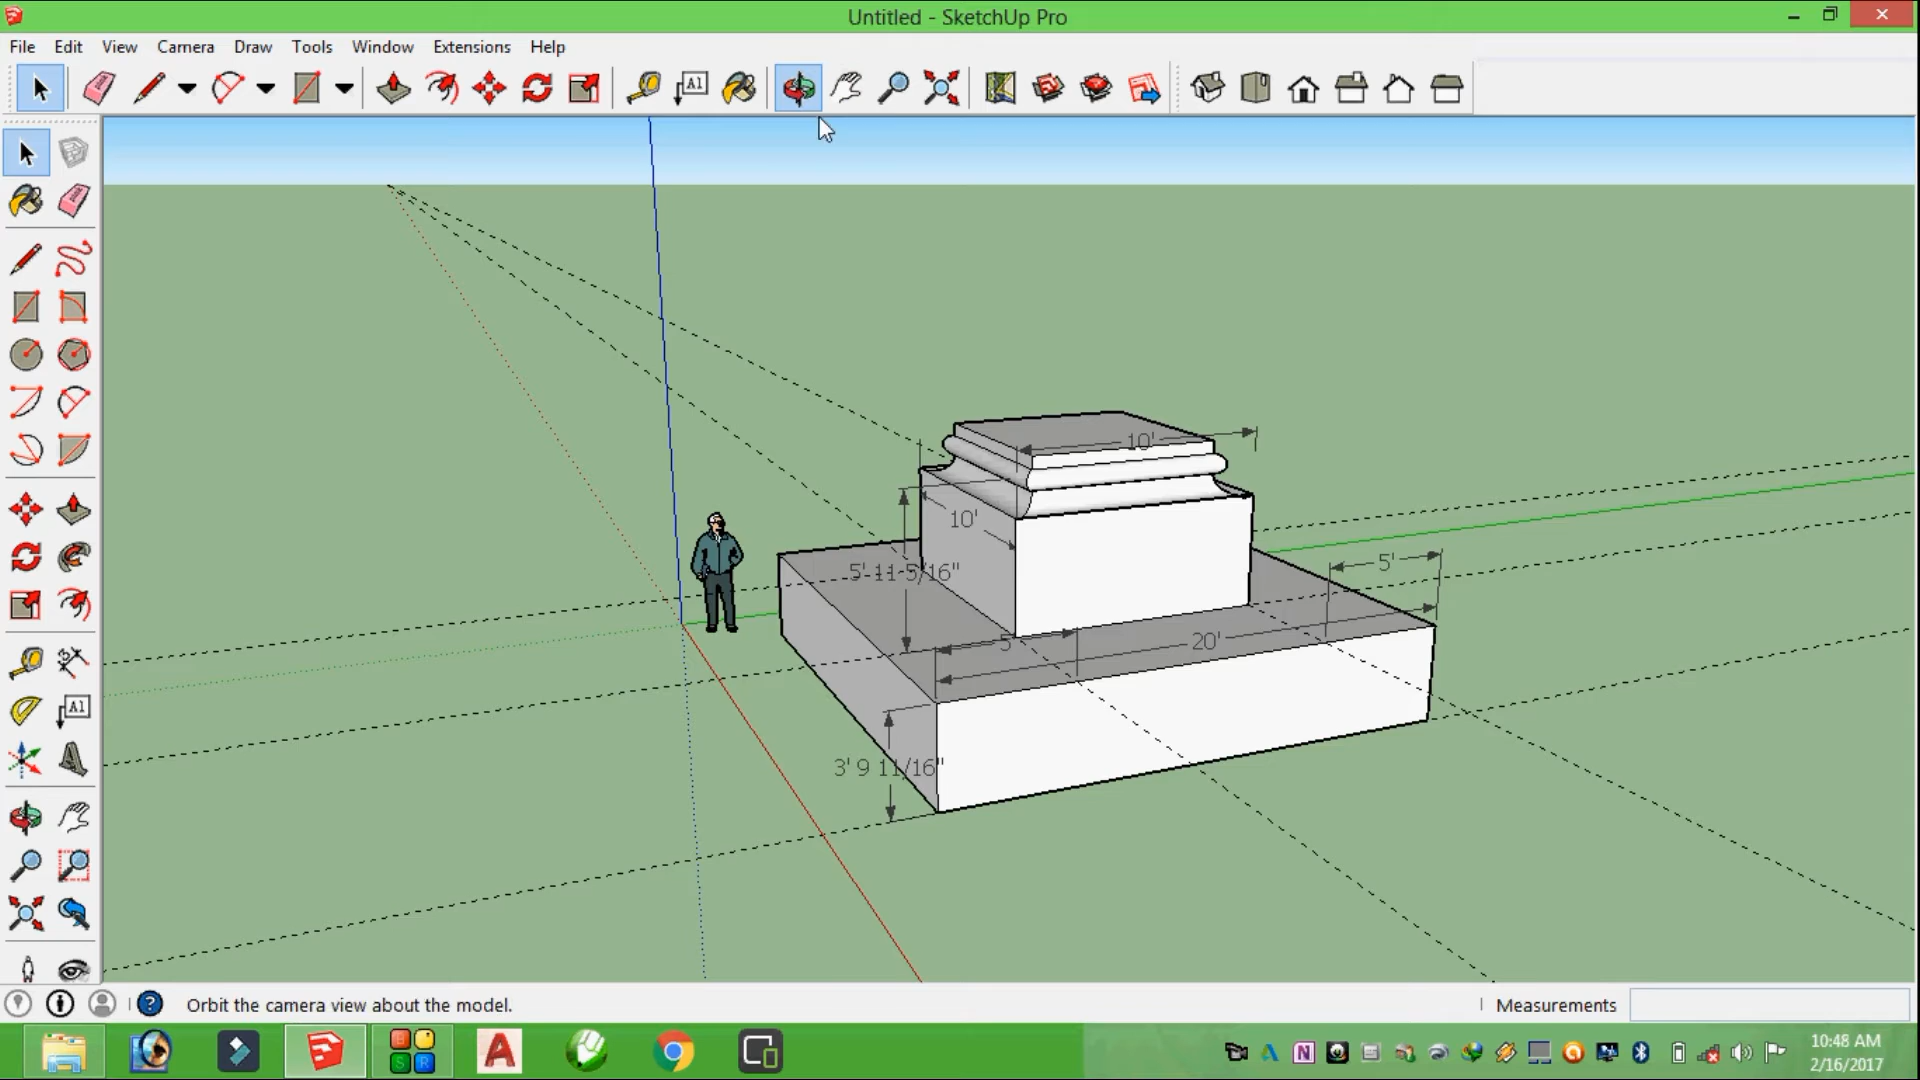 Untitled - SketchUp Pro
File Edit View Camera Draw Tools Window Extensions Help
A1
10'
10'
5'
5'-11-5/16"
5'
20'
A1
3' 9 11/16"
Orbit the camera view about the model.
Measurements
10:48 AM
2/16/2017